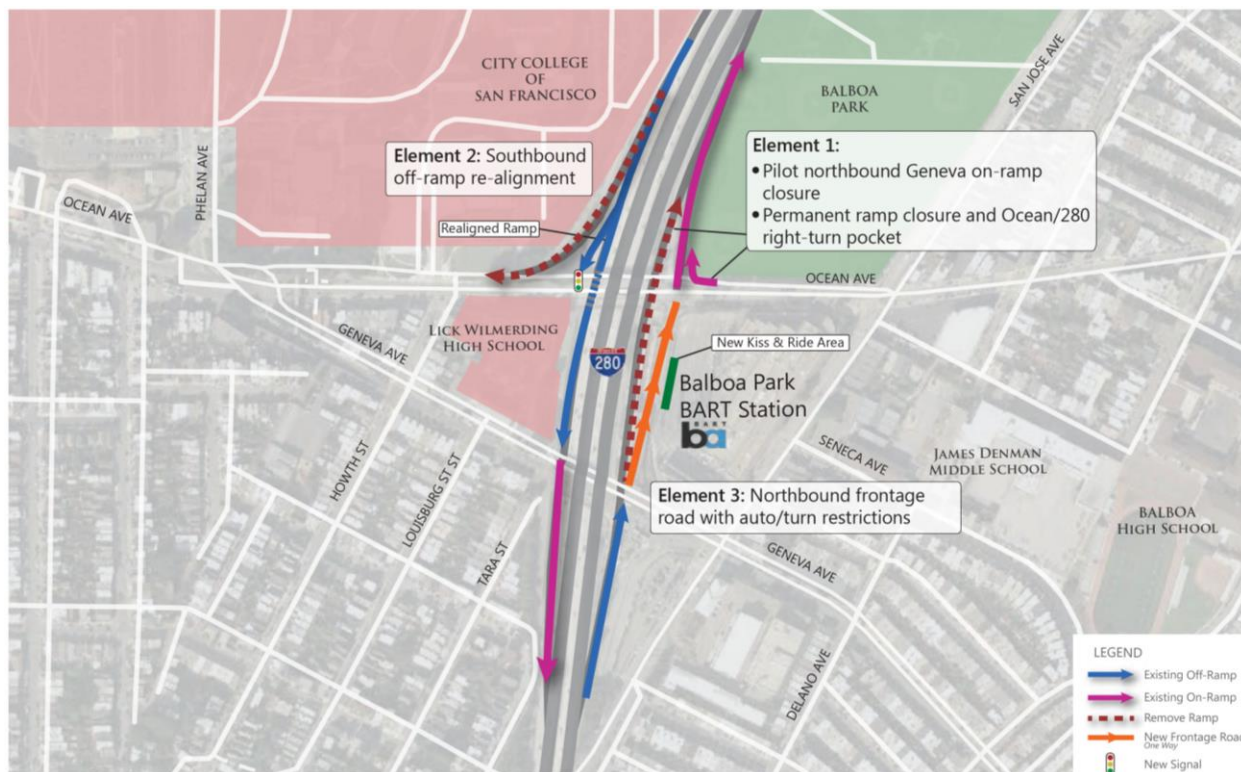 CITY COLLEGE
OF
SAN FRANCISCO
BALBOA
PARK
SAN JOSE AVE
Element 2: Southbound
off-ramp re-alignment
Element 1:
• Pilot northbound Geneva on-ramp
closure
• Permanent ramp closure and Ocean/280
right-turn pocket
PHELAN AVE
OCEAN AVE
Realigned Ramp
OCEAN AVE
GENEVA AVE
LICK WILMERDING
HIGH SCHOOL
280
New Kiss & Ride Area
Balboa Park
BART Station
BART
ba
HOWTH ST
LOUISBURG ST ST
TARA ST
SENECA AVE
JAMES DENMAN
MIDDLE SCHOOL
Element 3: Northbound frontage
road with auto/turn restrictions
BALBOA
HIGH SCHOOL
GENEVA AVE
DELANO AVE
LEGEND
Existing Off-Ramp
Existing On-Ramp
Remove Ramp
New Frontage Road
One Way
New Signal